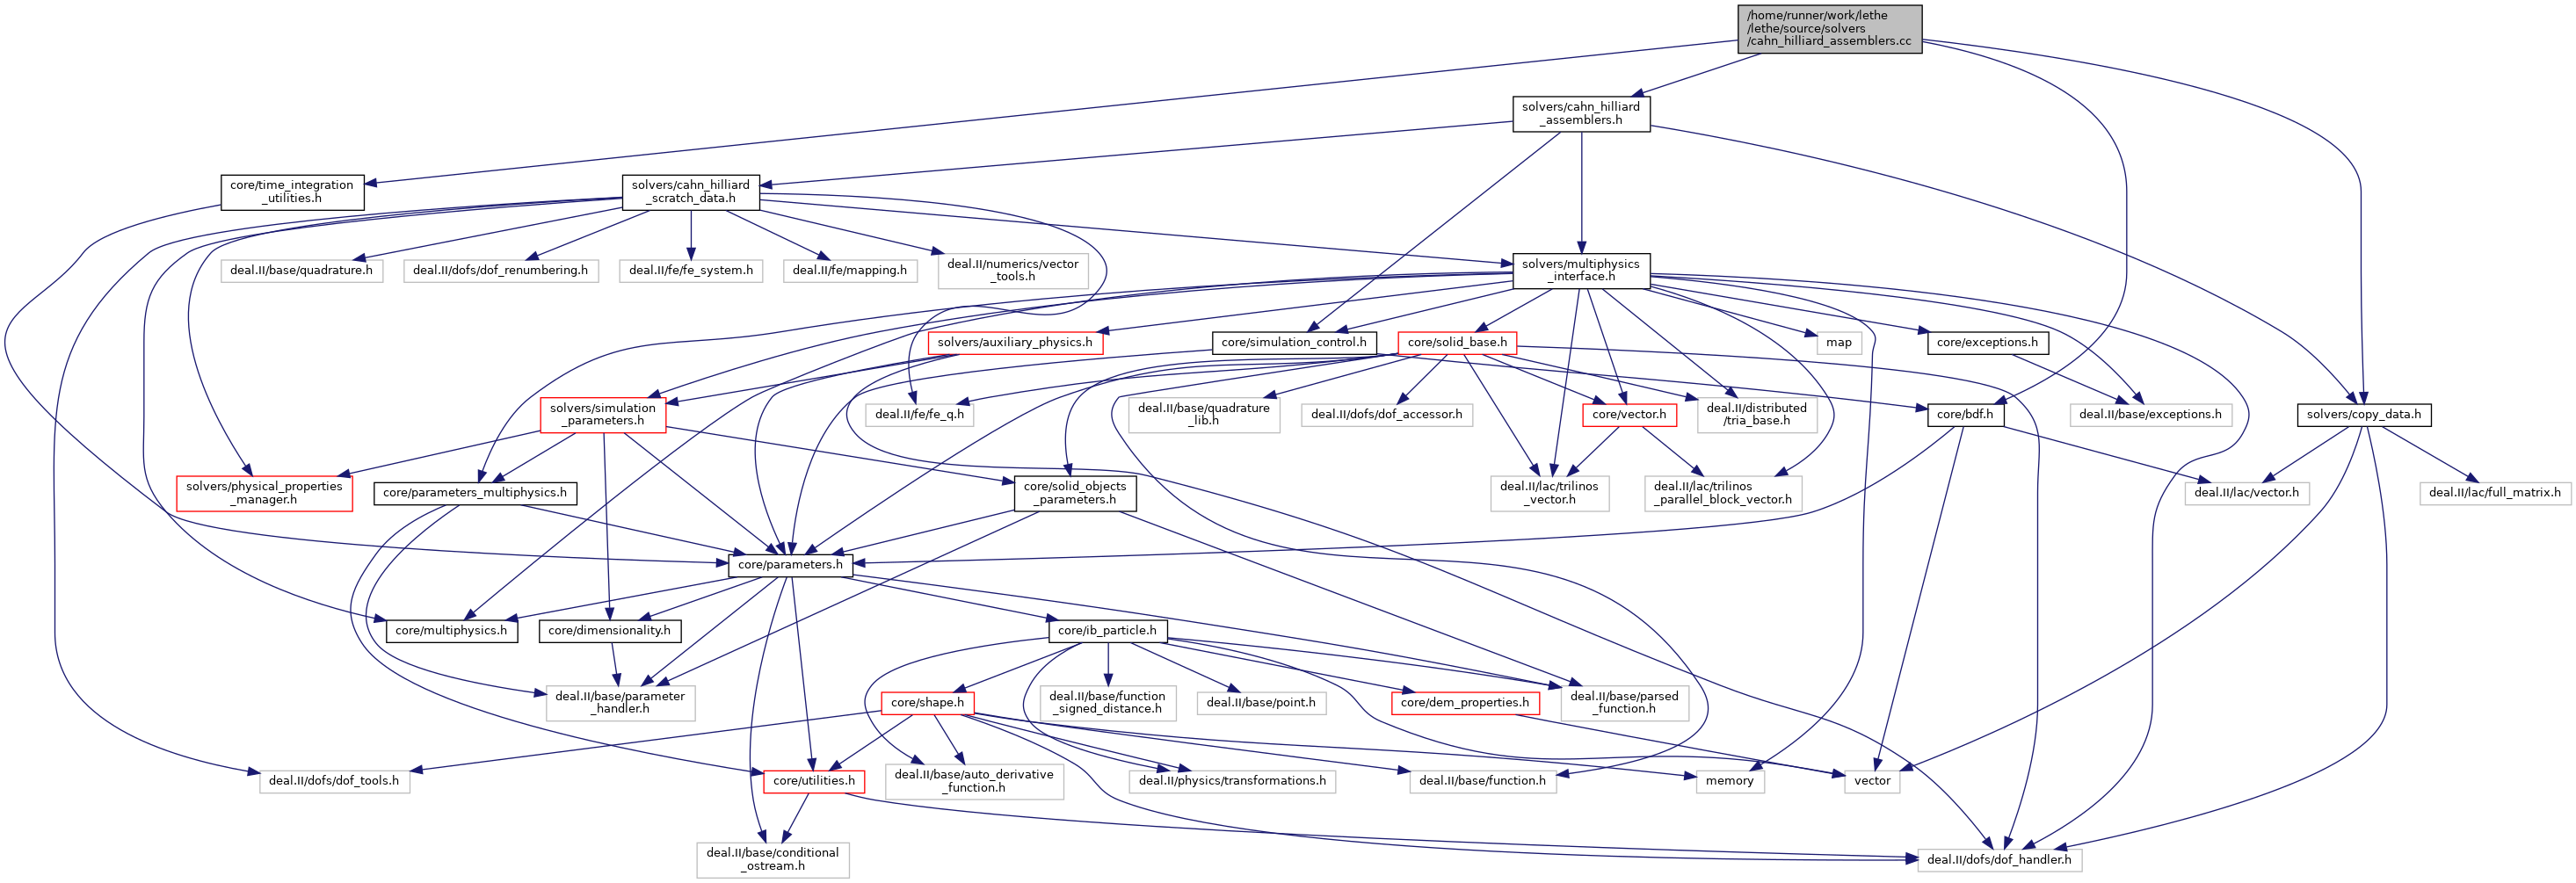 /home/runner/work/lethe
/lethe/source/solvers
/cahn_hilliard_assemblers.cc
solvers/cahn_hilliard
_assemblers.h
core/time_integration
_utilities.h
solvers/cahn_hilliard
_scratch_data.h
deal.II/base/quadrature.h
deal.II/dofs/dof_renumbering.h
deal.II/fe/fe_system.h
deal.II/fe/mapping.h
deal.II/numerics/vector
_tools.h
solvers/multiphysics
_interface.h
solvers/auxiliary_physics.h
core/simulation_control.h
core/solid_base.h
map
core/exceptions.h
solvers/simulation
_parameters.h
deal.II/fe/fe_q.h
deal.II/base/quadrature
_lib.h
deal.II/dofs/dof_accessor.h
core/vector.h
deal.II/distributed
/tria_base.h
core/bdf.h
deal.II/base/exceptions.h
solvers/copy_data.h
solvers/physical_properties
_manager.h
core/parameters_multiphysics.h
core/solid_objects
_parameters.h
deal.II/lac/trilinos
_vector.h
deal.II/lac/trilinos
_parallel_block_vector.h
deal.II/lac/vector.h
deal.II/lac/full_matrix.h
core/parameters.h
core/multiphysics.h
core/dimensionality.h
core/ib_particle.h
deal.II/base/parameter
_handler.h
core/shape.h
deal.II/base/function
_signed_distance.h
deal.II/base/point.h
core/dem_properties.h
deal.II/base/parsed
_function.h
deal.II/dofs/dof_tools.h
core/utilities.h
deal.II/base/auto_derivative
_function.h
deal.II/physics/transformations.h
deal.II/base/function.h
memory
vector
deal.II/base/conditional
_ostream.h
deal.II/dofs/dof_handler.h